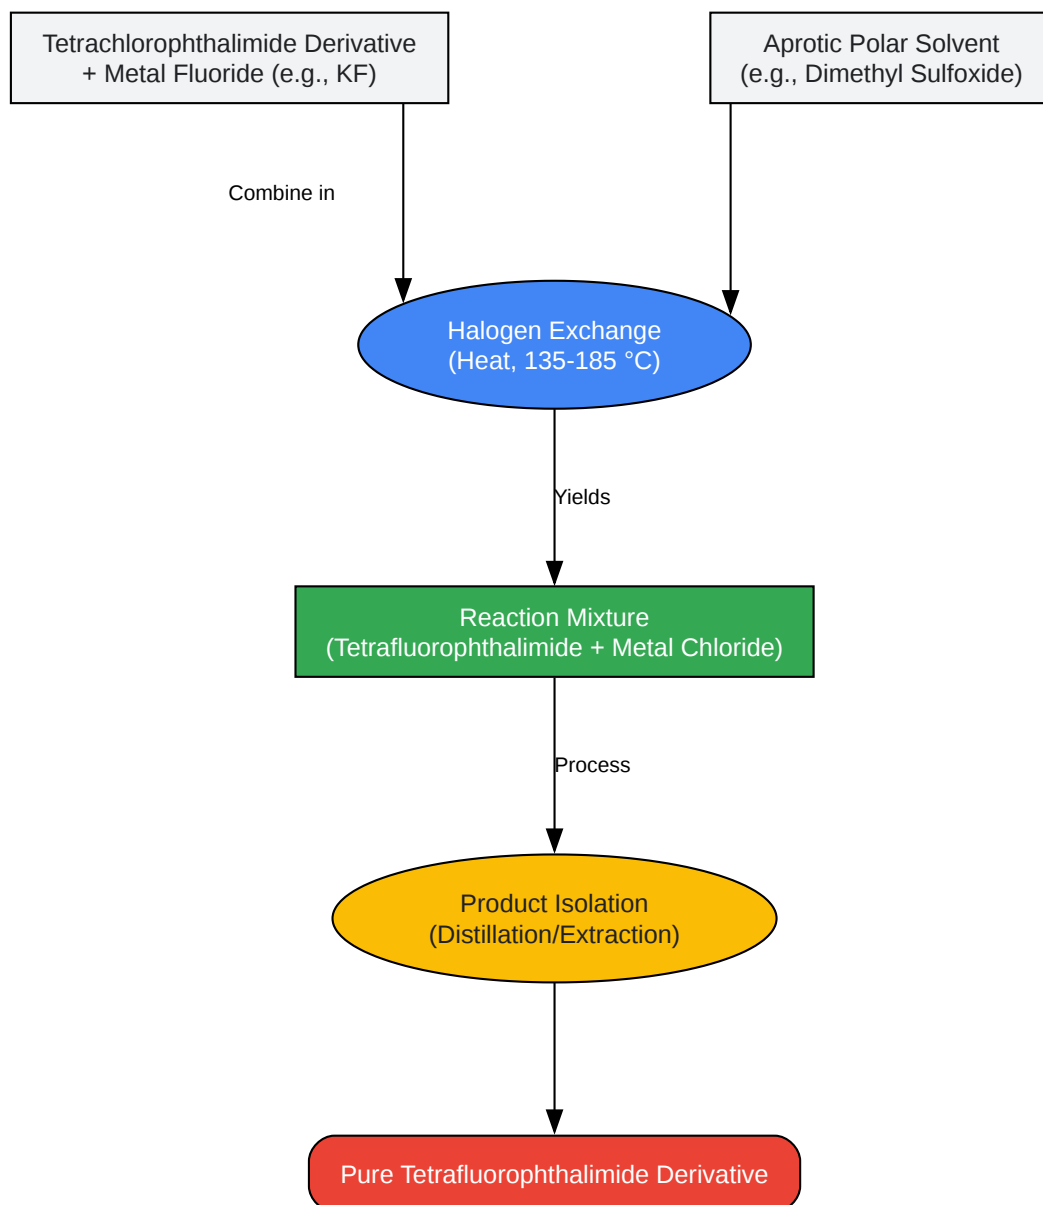 Tetrachlorophthalimide Derivative
+ Metal Fluoride (e.g., KF)
Aprotic Polar Solvent
(e.g., Dimethyl Sulfoxide)
Combine in
Halogen Exchange
(Heat, 135-185 °C)
Yields
Reaction Mixture
(Tetrafluorophthalimide + Metal Chloride)
Process
Product Isolation
(Distillation/Extraction)
Pure Tetrafluorophthalimide Derivative